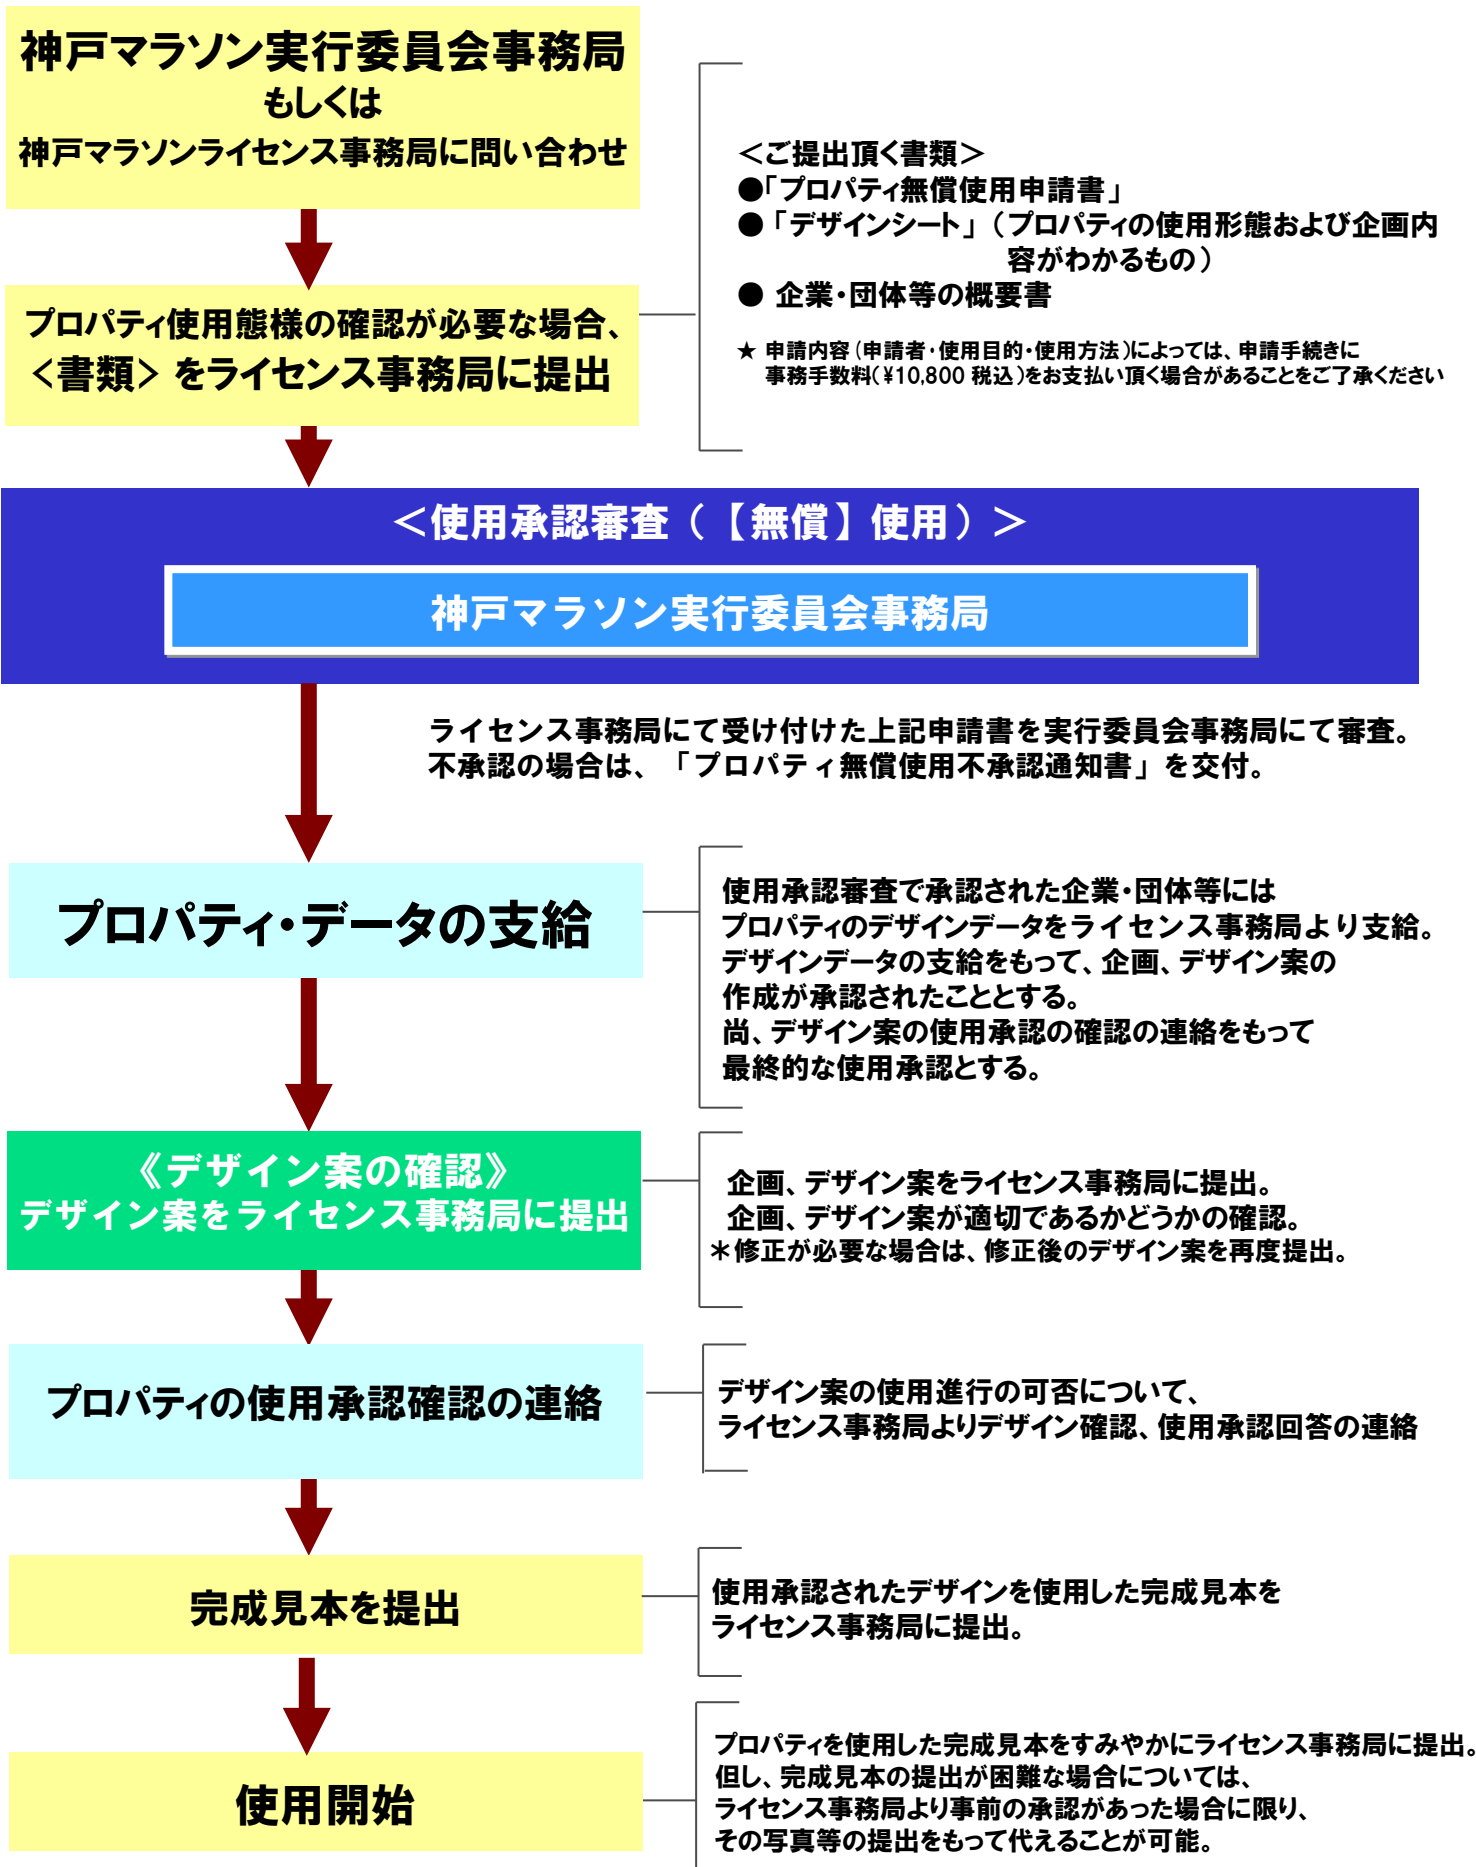 神戸マラソン実行委員会事務局
もしくは
神戸マラソンライセンス事務局に問い合わせ
プロパティ使用態様の確認が必要な場合、
<書類> をライセンス事務局に提出
<ご提出頂く書類>
●「プロパティ無償使用申請書」
● 「デザインシート」（プロパティの使用形態および企画内
容がわかるもの）
● 企業・団体等の概要書
★ 申請内容（申請者・使用目的・使用方法）によっては、申請手続きに
事務手数料（¥10,800 税込）をお支払い頂く場合があることをご了承ください
<使用承認審査（【無償】使用）>
神戸マラソン実行委員会事務局
ライセンス事務局にて受け付けた上記申請書を実行委員会事務局にて審査。
不承認の場合は、「プロパティ無償使用不承認通知書」を交付。
プロパティ・データの支給
使用承認審査で承認された企業・団体等には
プロパティのデザインデータをライセンス事務局より支給。
デザインデータの支給をもって、企画、デザイン案の
作成が承認されたこととする。
尚、デザイン案の使用承認の確認の連絡をもって
最終的な使用承認とする。
《デザイン案の確認》
デザイン案をライセンス事務局に提出
企画、デザイン案をライセンス事務局に提出。
企画、デザイン案が適切であるかどうかの確認。
＊修正が必要な場合は、修正後のデザイン案を再度提出。
プロパティの使用承認確認の連絡
デザイン案の使用進行の可否について、
ライセンス事務局よりデザイン確認、使用承認回答の連絡
完成見本を提出
使用承認されたデザインを使用した完成見本を
ライセンス事務局に提出。
使用開始
プロパティを使用した完成見本をすみやかにライセンス事務局に提出。
但し、完成見本の提出が困難な場合については、
ライセンス事務局より事前の承認があった場合に限り、
その写真等の提出をもって代えることが可能。